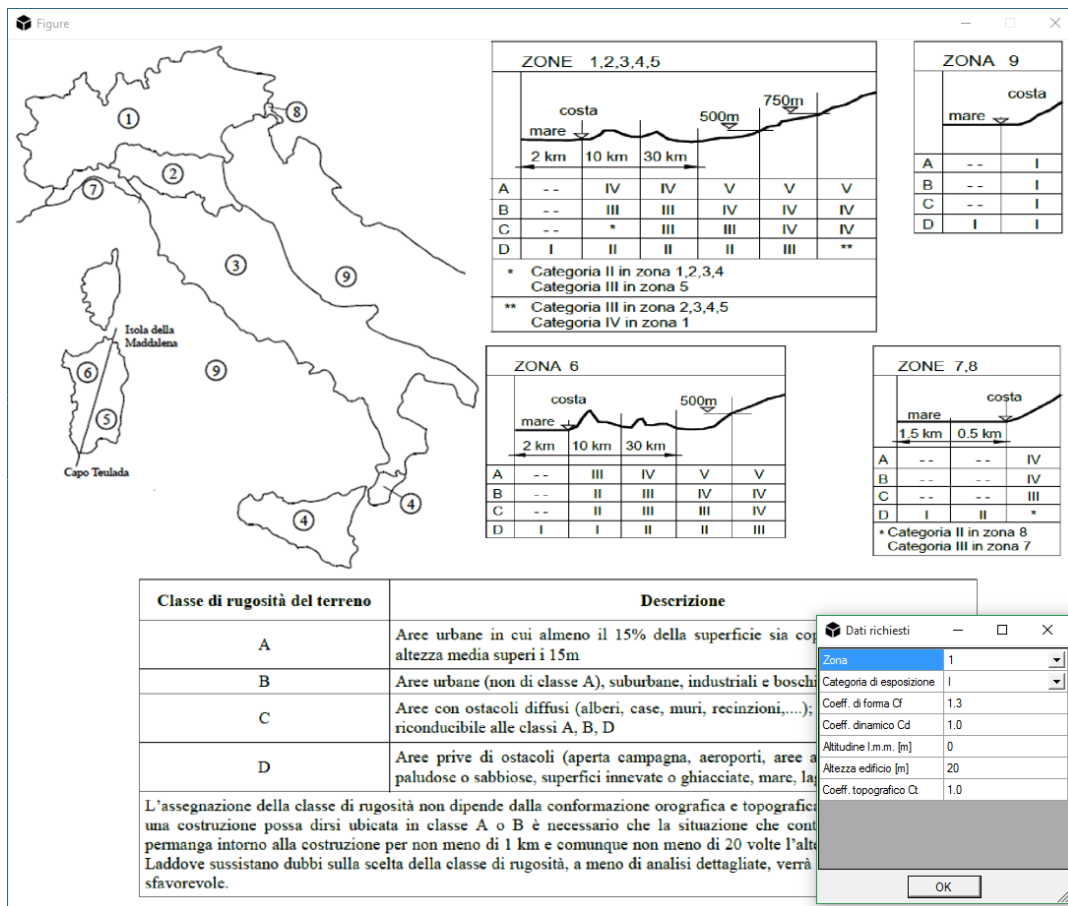 Figure
1
8
2
7
3
9
Isola della
Maddalena
6
9
5
Capo Teulada
4
4
ZONE 1,2,3,4,5
costa
mare
500m
750m
2 km 10 km 30 km
A -- IV IV V V V
B -- III III IV IV IV
C -- * III III IV IV
D I II II II III **
* Categoria II in zona 1,2,3,4
Categoria III in zona 5
** Categoria III in zona 2,3,4,5
Categoria IV in zona 1
ZONA 9
costa
mare
A -- I
B -- I
C -- I
D I I
ZONA 6
costa
mare
500m
2 km 10 km 30 km
A -- III IV V V
B -- II III IV IV
C -- II III III IV
D I I II II III
ZONE 7,8
costa
mare
1.5 km 0.5 km
A -- -- IV
B -- -- IV
C -- -- III
D I II *
* Categoria II in zona 8
Categoria III in zona 7
Classe di rugosità del terreno Descrizione
A Aree urbane in cui almeno il 15% della superficie sia
altezza media superi i 15m
B Aree urbane (non di classe A), suburbane, industriali e boschi
C Aree con ostacoli diffusi (alberi, case, muri, recinzioni,....);
riconducibile alle classi A, B, D
D Aree prive di ostacoli (aperta campagna, aeroporti, aree
paludose o sabbiose, superfici innevate o ghiacciate, mare,
L'assegnazione della classe di rugosità non dipende dalla conformazione orografica e
una costruzione possa dirsi ubicata in classe A o B è necessario che la situazione che
permanga intorno alla costruzione per non meno di 1 km e comunque non meno di 20 volte
Laddove sussistano dubbi sulla scelta della classe di rugosità, a meno di analisi dettagliate, verrà
sfavorevole.
Dati richiesti
Zona 1
Categoria di esposizione I
Coeff. di forma Cf 1.3
Coeff. dinamico Cd 1.0
Altitudine l.m.m. [m] 0
Altezza edificio [m] 20
Coeff. topografico Ct 1.0
OK